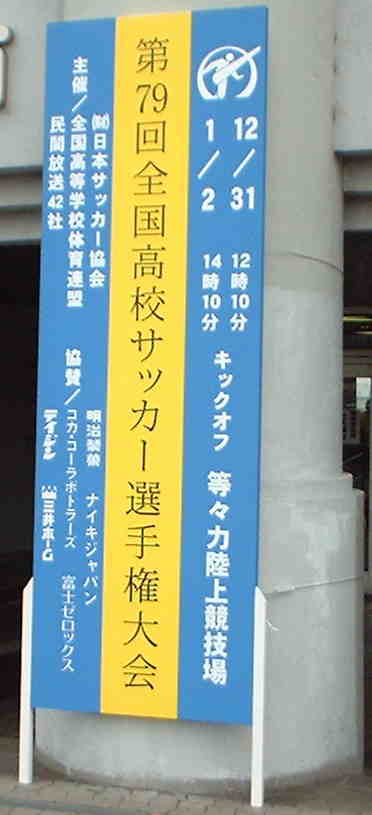 12/31
1/2
12時10分
14時10分
キックオフ
等々力陸上競技場
第79回全国高校サッカー選手権大会
主催/
㈶日本サッカー協会
全国高等学校体育連盟
民間放送42社
協賛/
明治製菓 ナイキジャパン
コカ・コーラボトラーズ 富士ゼロックス
三井ホーム